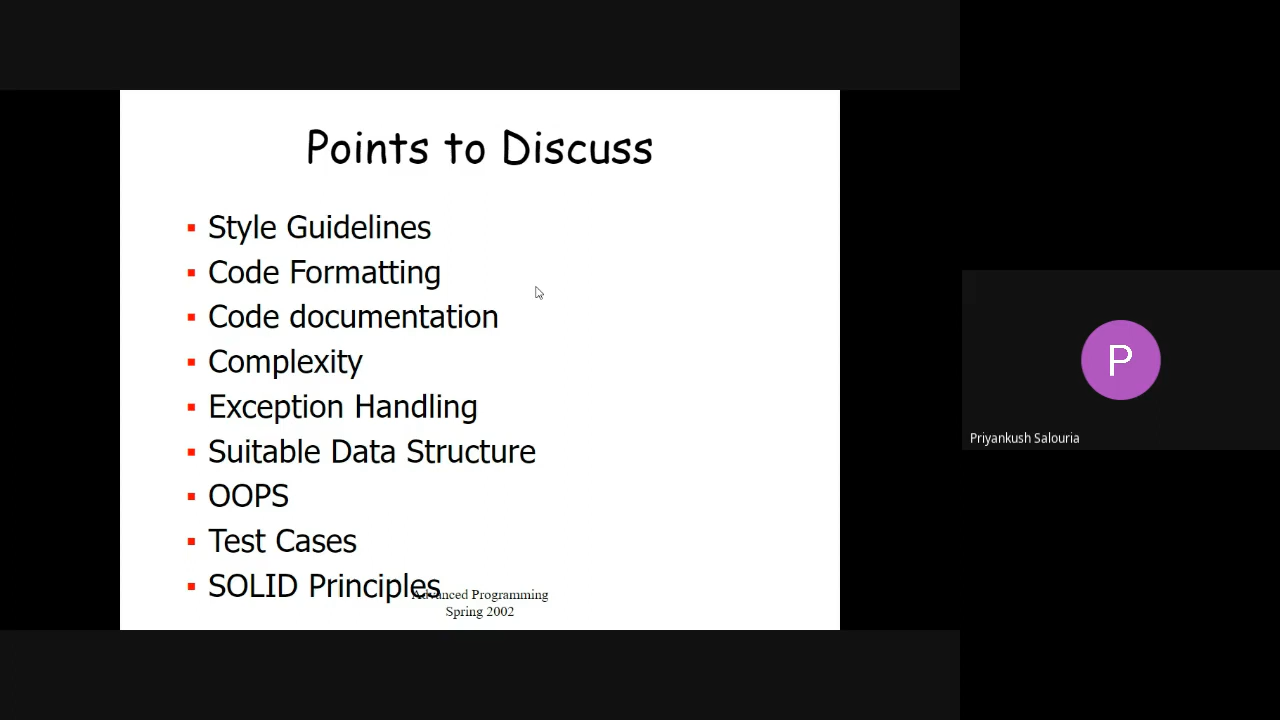 Points to Discuss
Style Guidelines
Code Formatting
Code documentation
Complexity
Exception Handling
Suitable Data Structure
OOPS
Test Cases
SOLID Principles
Advanced Programming
Spring 2002
P
Priyankush Salouria